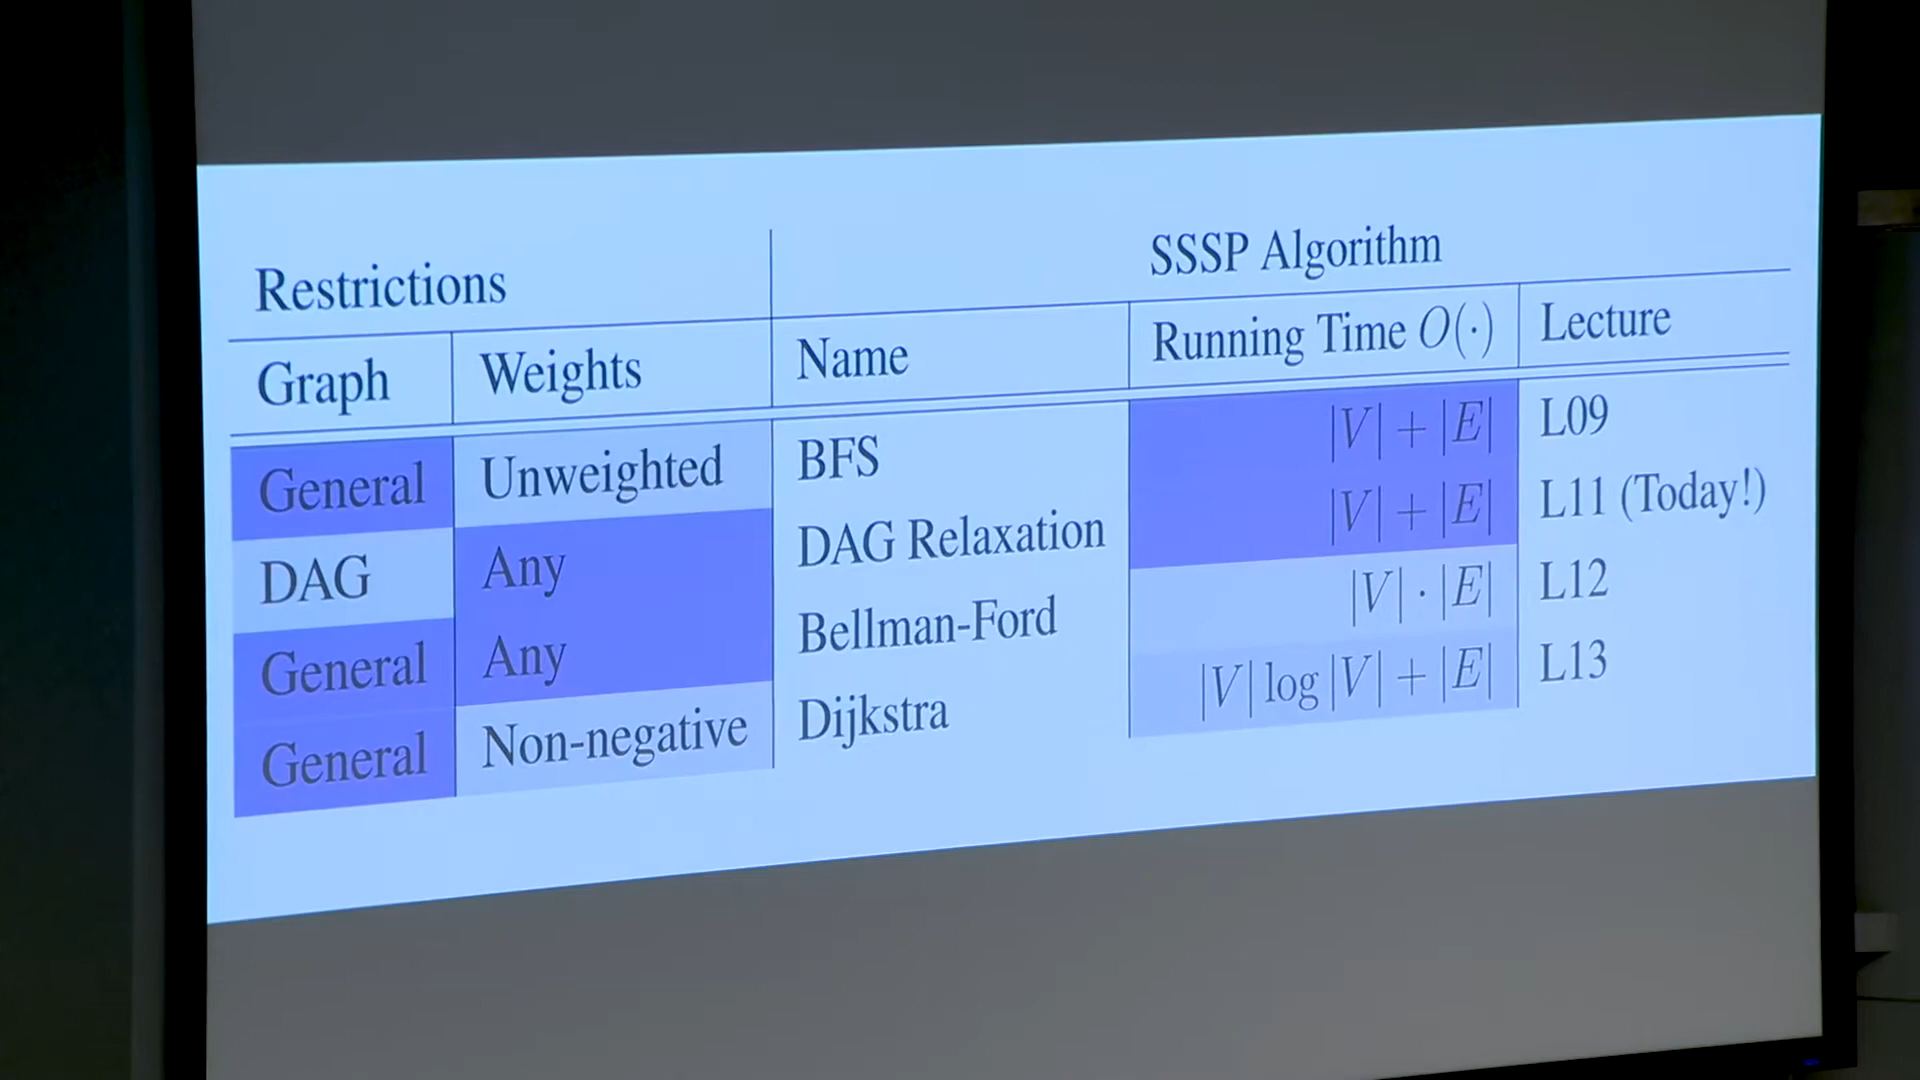 Restrictions SSSP Algorithm
Graph Weights Name Running Time O(·) Lecture
General Unweighted BFS |V| + |E| L09
DAG Any DAG Relaxation |V| + |E| L11 (Today!)
General Any Bellman-Ford |V| · |E| L12
General Non-negative Dijkstra |V| log |V| + |E| L13